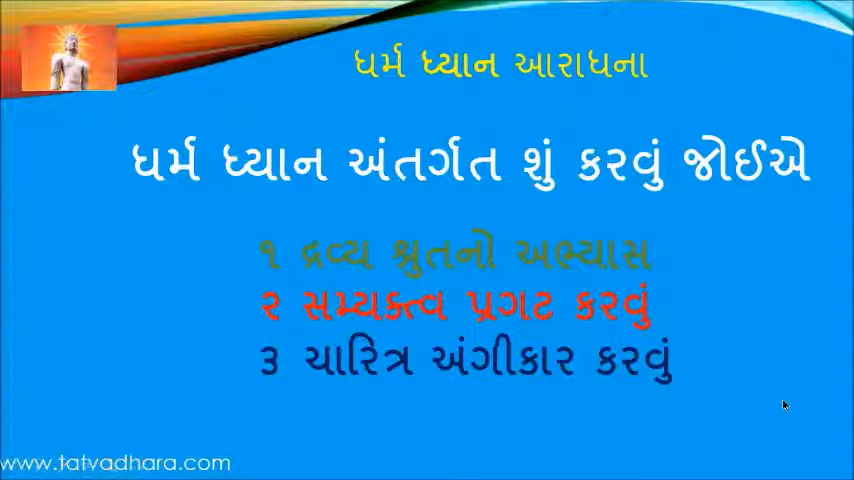 ધર્મ ધ્યાન આરાધના
ધર્મ ધ્યાન અંતર્ગત શું કરવું જોઈએ
૧ દ્રવ્ય શ્રુતનો અભ્યાસ
૨ સમ્યક્ત્વ પ્રગટ કરવું
૩ ચારિત્ર અંગીકાર કરવું
www.tatvadhara.com